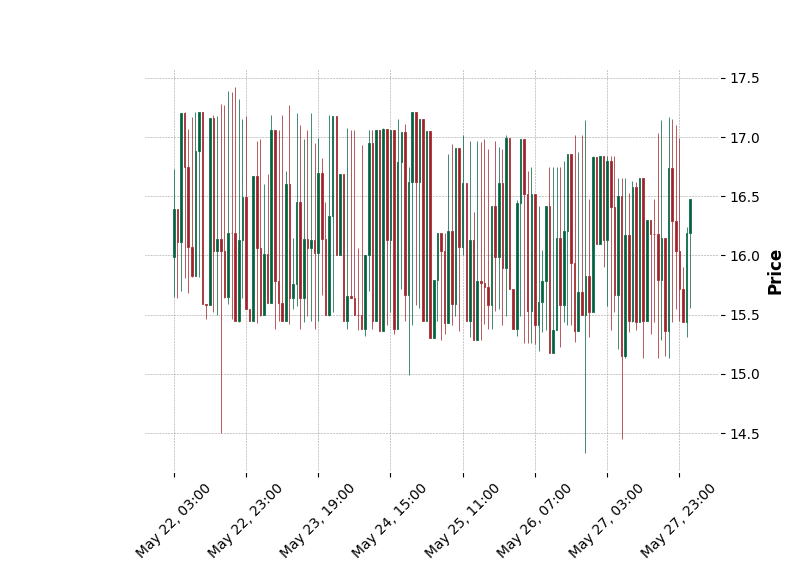 17.5
17.0
16.5
16.0
15.5
15.0
14.5
Price
May 22, 03:00
May 22, 23:00
May 23, 19:00
May 24, 15:00
May 25, 11:00
May 26, 07:00
May 27, 03:00
May 27, 23:00